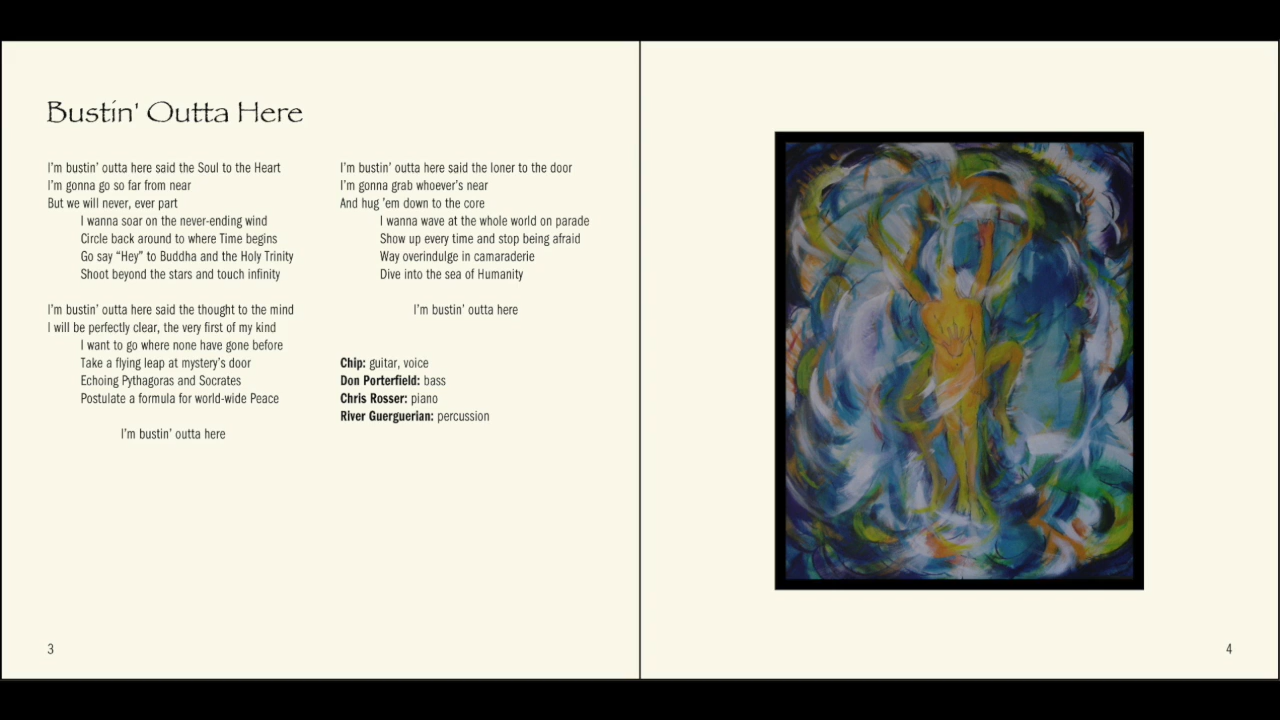 Bustin' Outta Here
I'm bustin' outta here said the Soul to the Heart
I'm gonna go so far from near
But we will never, ever part
I wanna soar on the never-ending wind
Circle back around to where Time begins
Go say “Hey” to Buddha and the Holy Trinity
Shoot beyond the stars and touch infinity
I'm bustin' outta here said the thought to the mind
I will be perfectly clear, the very first of my kind
I want to go where none have gone before
Take a flying leap at mystery's door
Echoing Pythagoras and Socrates
Postulate a formula for world-wide Peace
I'm bustin' outta here
I'm bustin' outta here said the loner to the door
I'm gonna grab whoever's near
And hug 'em down to the core
I wanna wave at the whole world on parade
Show up every time and stop being afraid
Way overindulge in camaraderie
Dive into the sea of Humanity
I'm bustin' outta here
Chip: guitar, voice
Don Porterfield: bass
Chris Rosser: piano
River Guerguerian: percussion
3
4